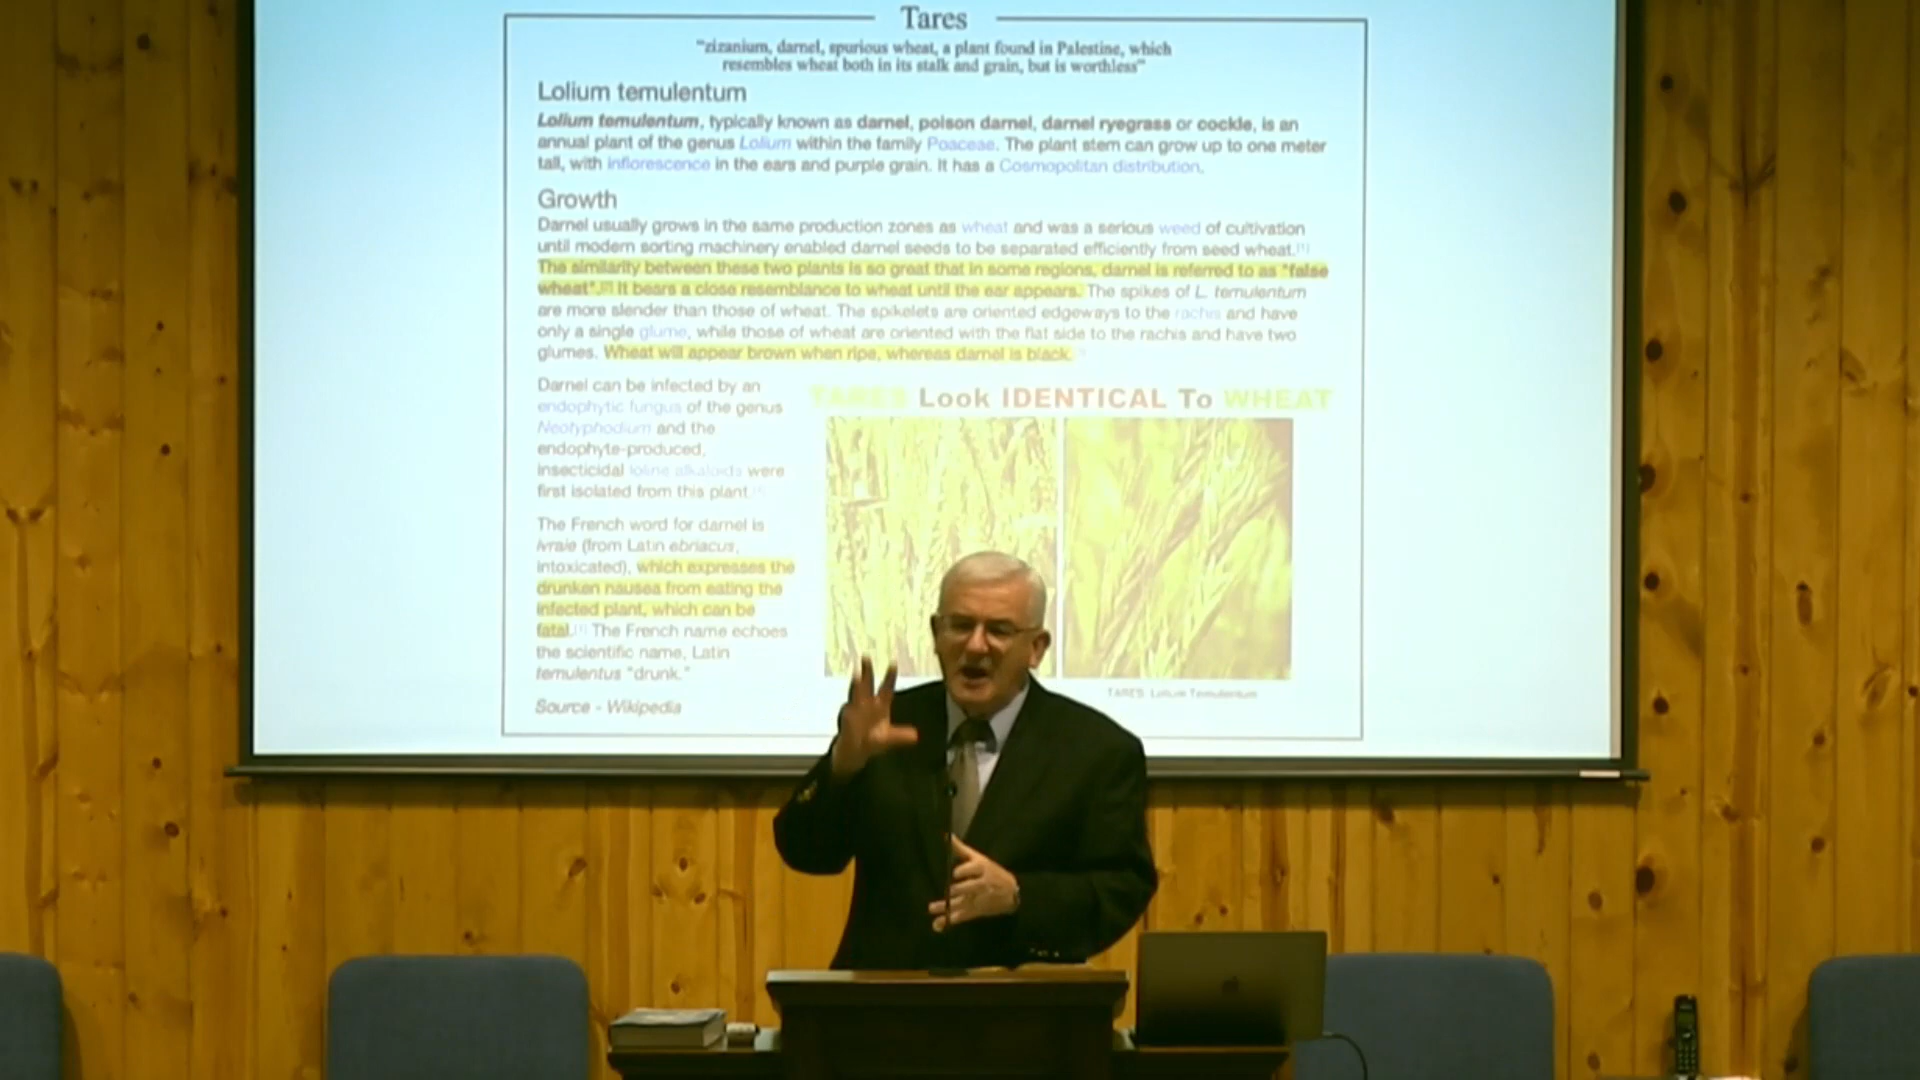 Tares
"zizanium, darnel, spurious wheat, a plant found in Palestine, which
resembles wheat both in its stalk and grain, but is worthless"
Lolium temulentum
Lolium temulentum, typically known as darnel, poison darnel, darnel ryegrass or cockle, is an
annual plant of the genus Lolium within the family Poaceae. The plant stem can grow up to one meter
tall, with inflorescence in the ears and purple grain. It has a Cosmopolitan distribution.
Growth
Darnel usually grows in the same production zones as wheat and was a serious weed of cultivation
until modern sorting machinery enabled darnel seeds to be separated efficiently from seed wheat.[1]
The similarity between these two plants is so great that in some regions, darnel is referred to as "false
wheat". It bears a close resemblance to wheat until the ear appears. The spikes of L. temulentum
are more slender than those of wheat. The spikelets are oriented edgeways to the rachis and have
only a single glume, while those of wheat are oriented with the flat side to the rachis and have two
glumes. Wheat will appear brown when ripe, whereas darnel is black.
Darnel can be infected by an
endophytic fungus of the genus
Neotyphodium and the
endophyte-produced,
insecticidal loline alkaloids were
first isolated from this plant
The French word for darnel is
ivraie (from Latin ebriacus,
intoxicated), which expresses the
drunken nausea from eating the
infected plant, which can be
fatal.[1] The French name echoes
the scientific name, Latin
temulentus "drunk."
Source - Wikipedia
TARES Look IDENTICAL To WHEAT
TARES Lolium Temulentum